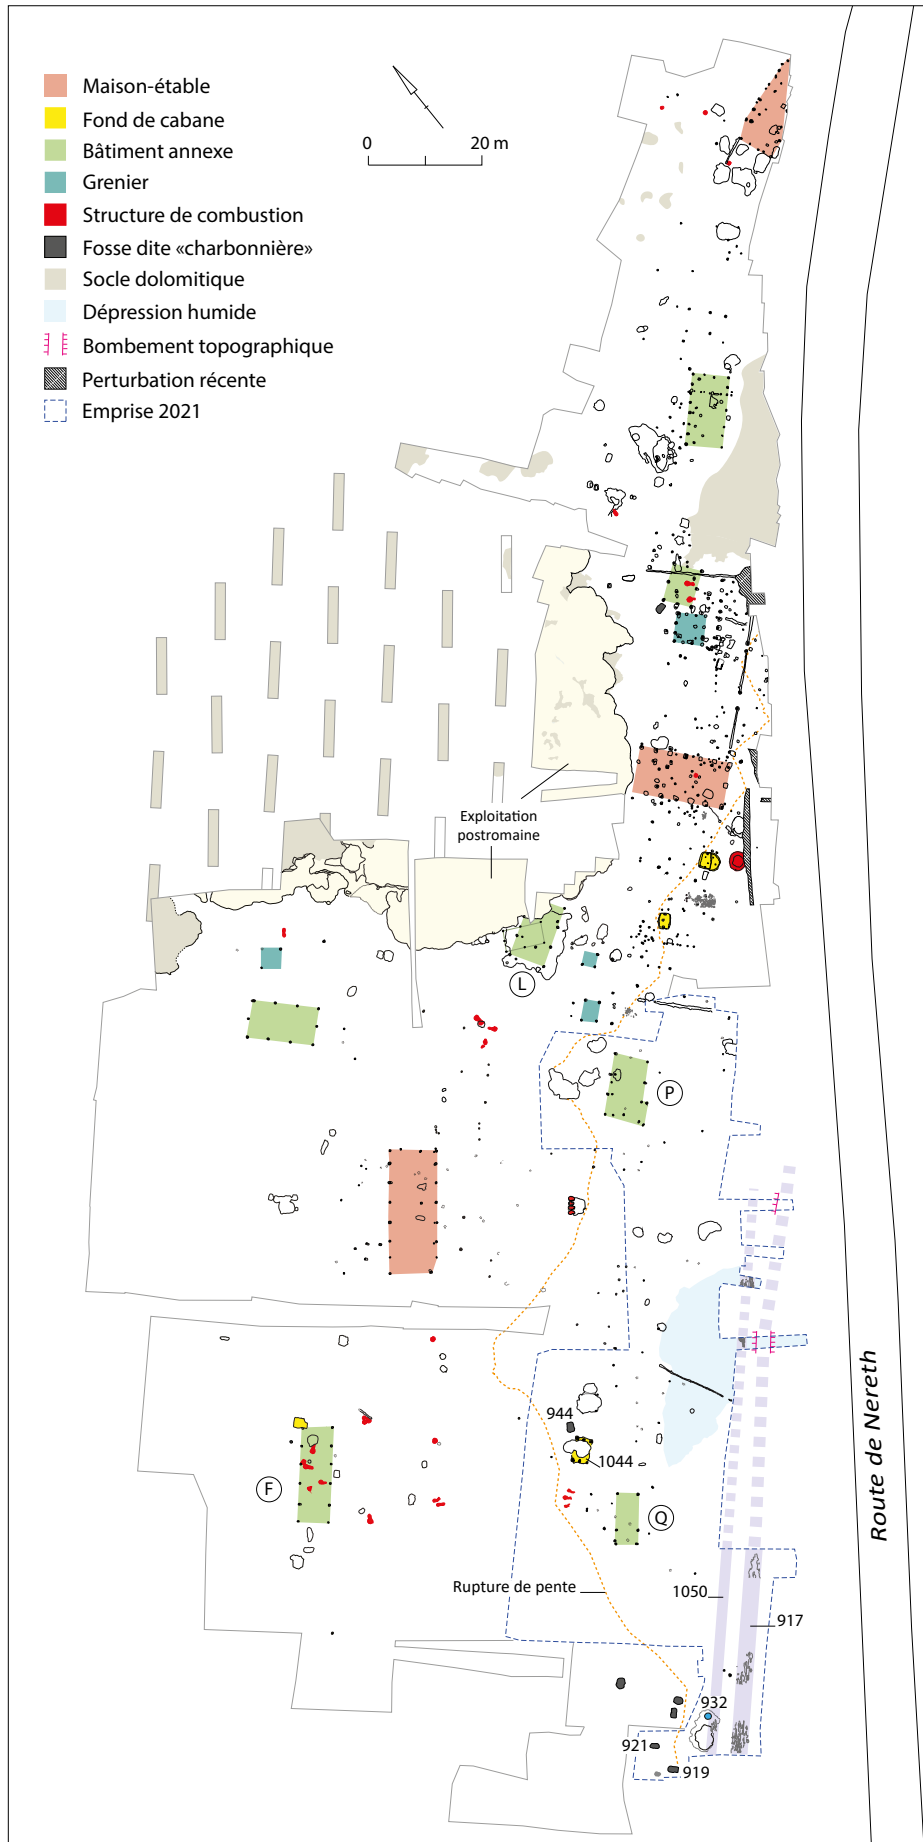 Maison-étable
Fond de cabane
Bâtiment annexe
Grenier
Structure de combustion
Fosse dite «charbonnière»
Socle dolomitique
Dépression humide
Bombement topographique
Perturbation récente
Emprise 2021
0 20 m
Exploitation
postromaine
L
P
944
1044
F
Q
Rupture de pente
1050
917
932
921
919
Route de Nereth